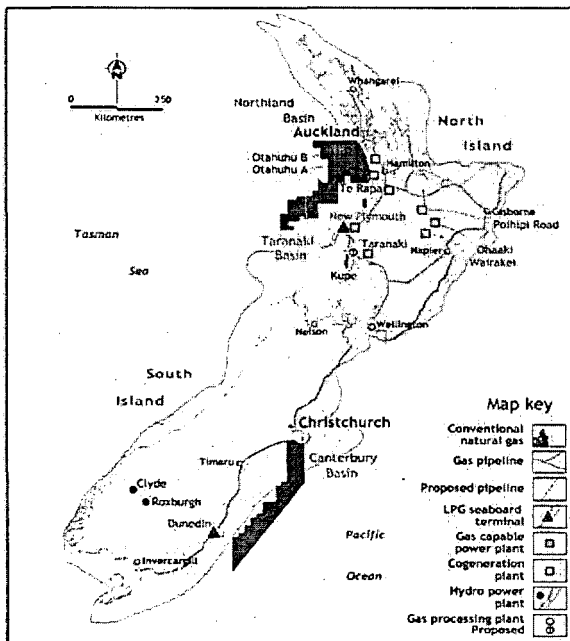 N
0 350
Kilometres
Whangarei
Northland
Basin
Auckland
North
Island
Otahuhu B
Otahuhu A
Hamilton
Te Rapa
Gisborne
Poihipi Road
New Plymouth
Tasman
Sea
Taranaki
Basin
Taranaki
Napier
Ohaaki
Wairakei
Kupe
Nelson
Wellington
South
Island
Christchurch
Canterbury
Basin
Timaru
Clyde
Roxburgh
Dunedin
Invercargill
Pacific
Ocean
Map key
Conventional
natural gas
Gas pipeline
Proposed pipeline
LPG seaboard
terminal
Gas capable
power plant
Cogeneration
plant
Hydro power
plant
Gas processing plant
Proposed